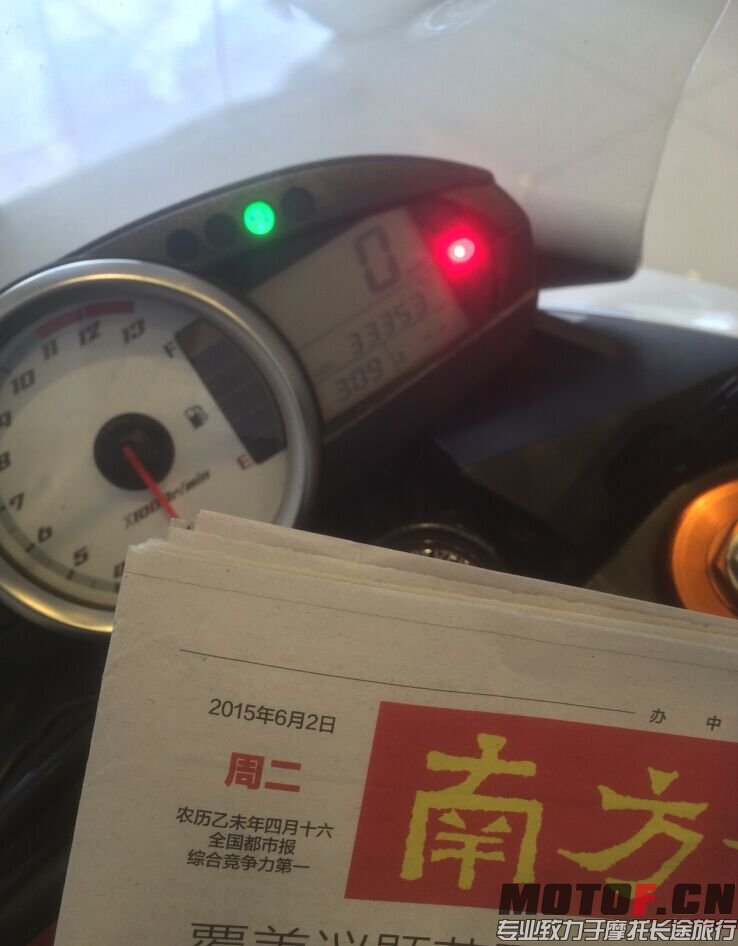 0
33353
309
13
12
11
10
9
8
7
6
5
F
E
2015年6月2日
办 中
周二
农历乙未年四月十六
全国都市报
综合竞争力第一
南方
MOTOF.CN
专业致力于摩托长途旅行